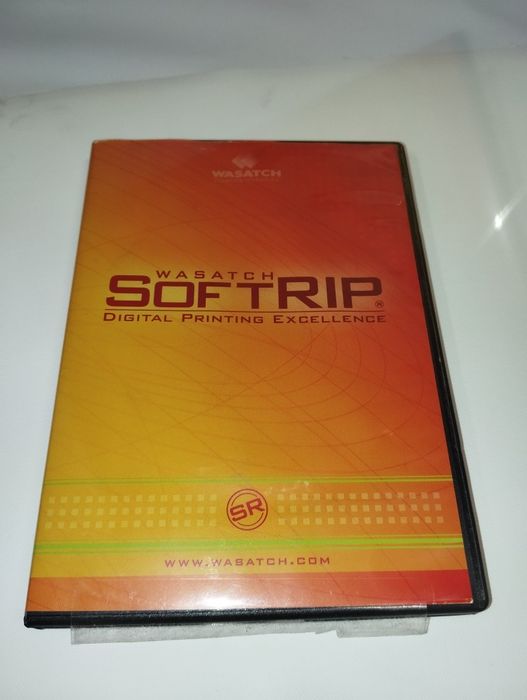 WASATCH
WASATCH
SOFTRIP®
DIGITAL PRINTING EXCELLENCE
SR
WWW.WASATCH.COM